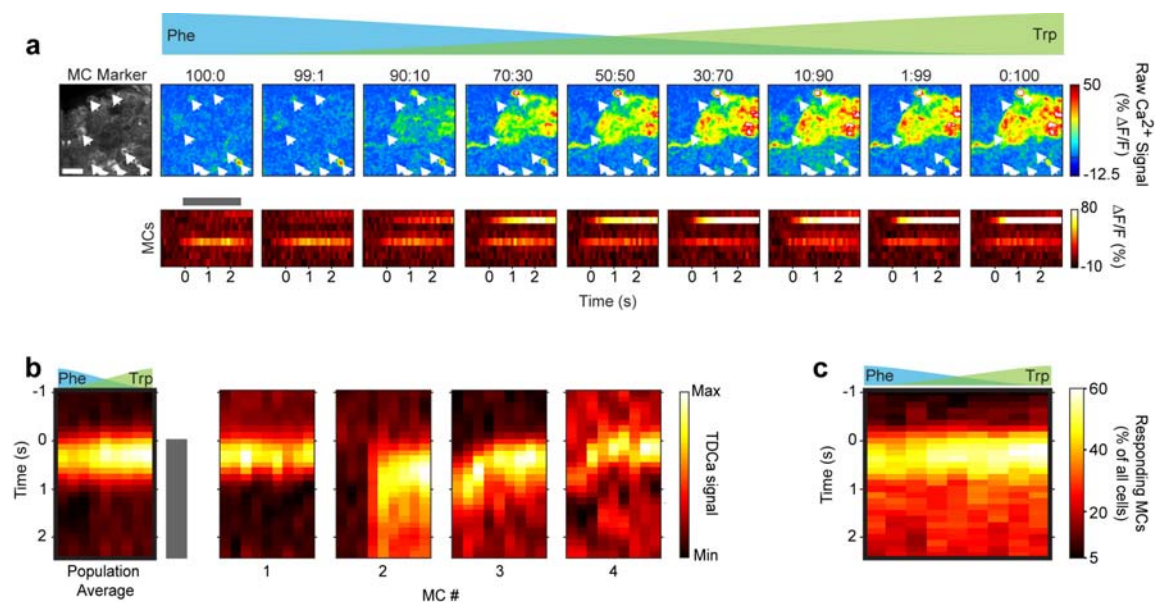 a
Phe
Trp
MC Marker
100:0
99:1
90:10
70:30
50:50
30:70
10:90
1:99
0:100
50
-12.5
Raw Ca2+ Signal
(% ΔF/F)
MCs
80
-10
ΔF/F (%)
0 1 2
0 1 2
0 1 2
0 1 2
0 1 2
0 1 2
0 1 2
0 1 2
0 1 2
Time (s)
b
Phe
Trp
-1
0
1
2
Time (s)
Population
Average
1
2
3
4
MC #
Max
TDCa signal
Min
c
Phe
Trp
-1
0
1
2
Time (s)
60
40
20
5
Responding MCs
(% of all cells)